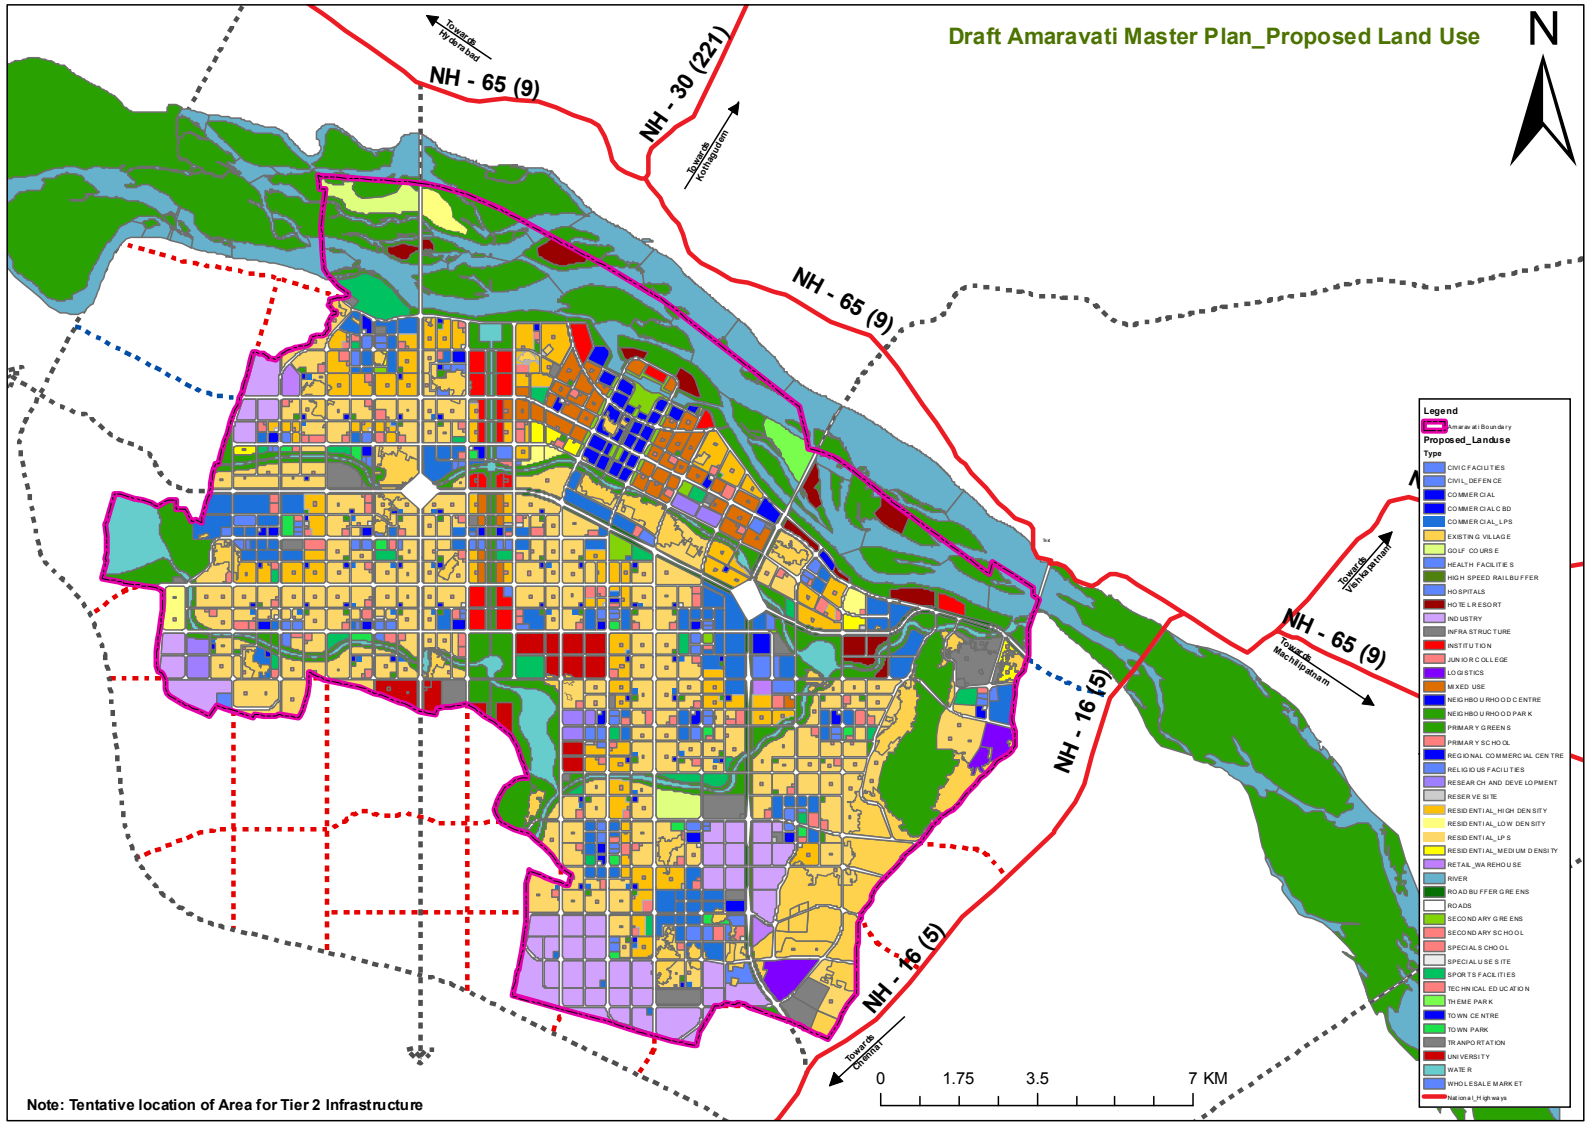 Draft Amaravati Master Plan_Proposed Land Use
N
Towards
Hyderabad
NH - 65 (9)
NH - 30 (221)
Towards
Kothagudem
NH - 65 (9)
N
Towards
Vishkapatnam
NH - 65 (9)
Towards
Machilipatnam
NH - 16 (5)
NH - 16 (5)
Towards
Chennai
Legend
Amaravati Boundary
Proposed_Landuse
Type
CIVIC FACILITIES
CIVIL_DEFENCE
COMMERCIAL
COMMERCIAL CBD
COMMERCIAL_LPS
EXISTING VILLAGE
GOLF COURSE
HEALTH FACILITIES
HIGH SPEED RAIL BUFFER
HOSPITALS
HOTEL RESORT
INDUSTRY
INFRASTRUCTURE
INSTITUTION
JUNIOR COLLEGE
LOGISTICS
MIXED USE
NEIGHBOURHOOD CENTRE
NEIGHBOURHOOD PARK
PRIMARY GREENS
PRIMARY SCHOOL
REGIONAL COMMERCIAL CENTRE
RELIGIOUS FACILITIES
RESEARCH AND DEVELOPMENT
RESERVE SITE
RESIDENTIAL_HIGH DENSITY
RESIDENTIAL_LOW DENSITY
RESIDENTIAL_LPS
RESIDENTIAL_MEDIUM DENSITY
RETAIL_WAREHOUSE
RIVER
ROAD BUFFER GREENS
ROADS
SECONDARY GREENS
SECONDARY SCHOOL
SPECIAL SCHOOL
SPECIAL USE SITE
SPORTS FACILITIES
TECHNICAL EDUCATION
THEME PARK
TOWN CENTRE
TOWN PARK
TRANPORTATION
UNIVERSITY
WATER
WHOLESALE MARKET
National_Highways
0 1.75 3.5 7 KM
Note: Tentative location of Area for Tier 2 Infrastructure